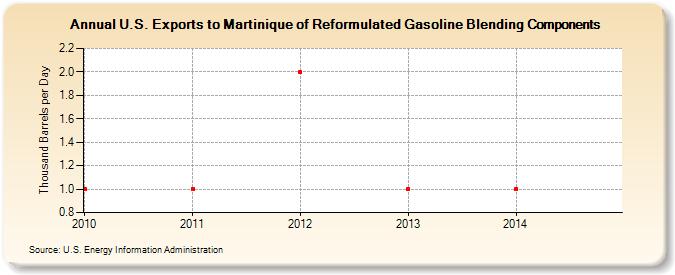 Annual U.S. Exports to Martinique of Reformulated Gasoline Blending Components
Thousand Barrels per Day
2.2
2.0
1.8
1.6
1.4
1.2
1.0
0.8
2010 2011 2012 2013 2014
Source: U.S. Energy Information Administration